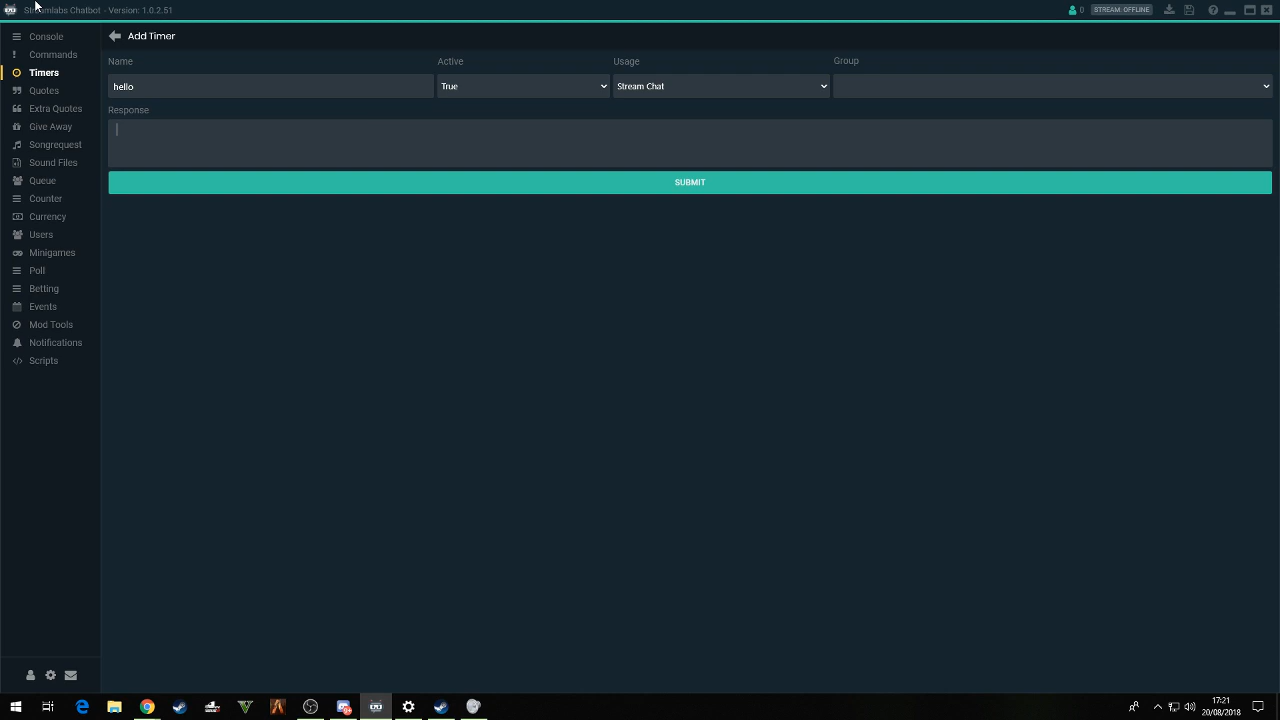 Streamlabs Chatbot - Version: 1.0.2.51
0
STREAM: OFFLINE
Console
Commands
Timers
Quotes
Extra Quotes
Give Away
Songrequest
Sound Files
Queue
Counter
Currency
Users
Minigames
Poll
Betting
Events
Mod Tools
Notifications
Scripts
Add Timer
Name
Active
Usage
Group
hello
True
Stream Chat
Response
SUBMIT
17:21
20/08/2018